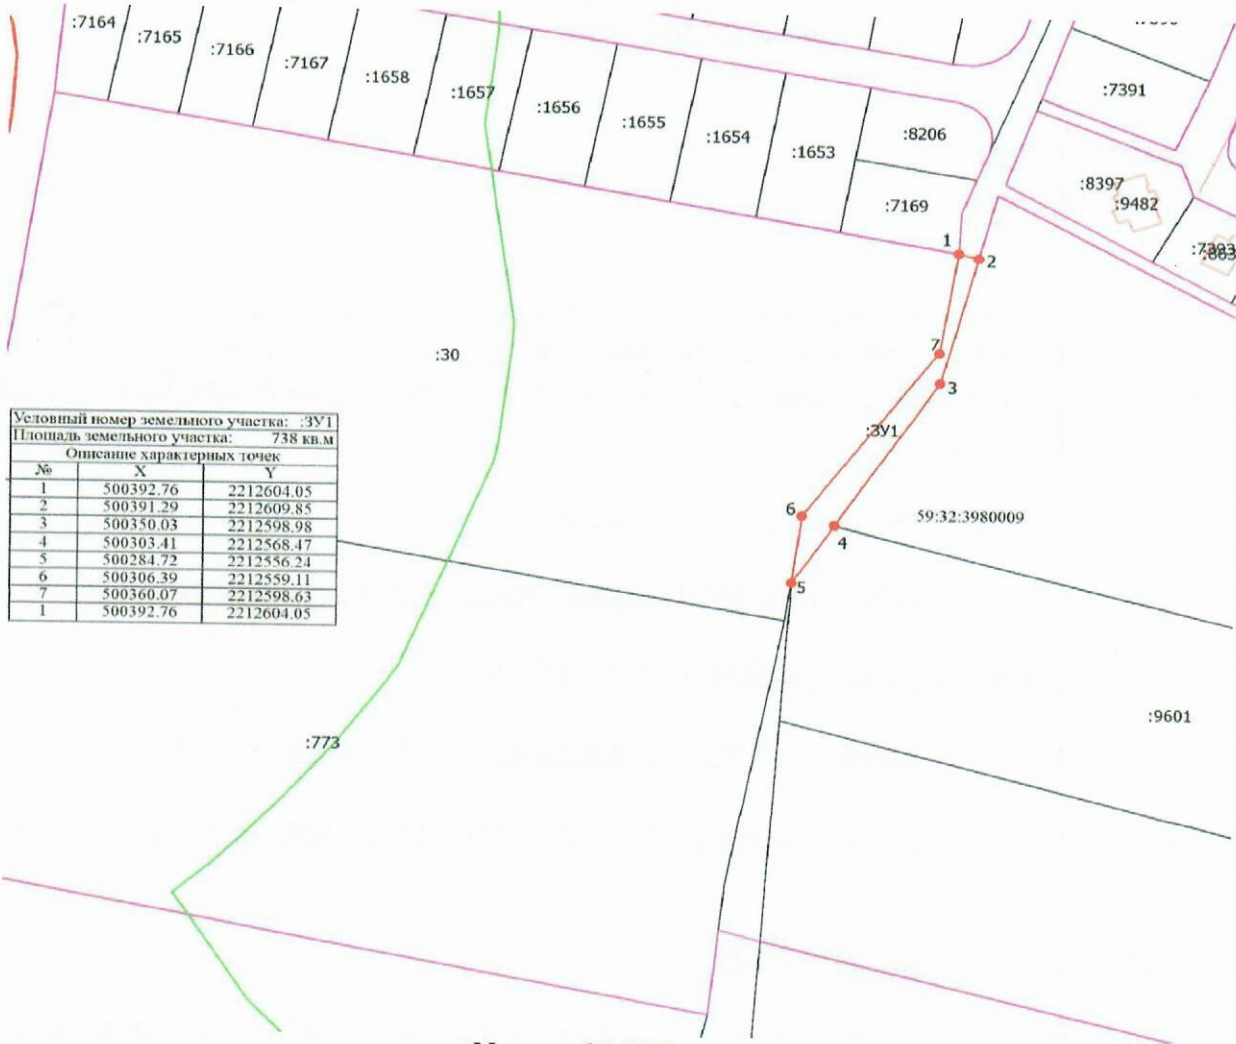 :7164
:7165
:7166
:7167
:1658
:1657
:1656
:1655
:1654
:1653
:8206
:7169
:7391
:8397
:9482
:7393
1
2
7
3
:30
:ЗУ1
6
4
5
59:32:3980009
:9601
:773
Условный номер земельного участка: :ЗУ1
Площадь земельного участка: 738 кв.м
Описание характерных точек
№ X Y
1 500392.76 2212604.05
2 500391.29 2212609.85
3 500350.03 2212598.98
4 500303.41 2212568.47
5 500284.72 2212556.24
6 500306.39 2212559.11
7 500360.07 2212598.63
1 500392.76 2212604.05